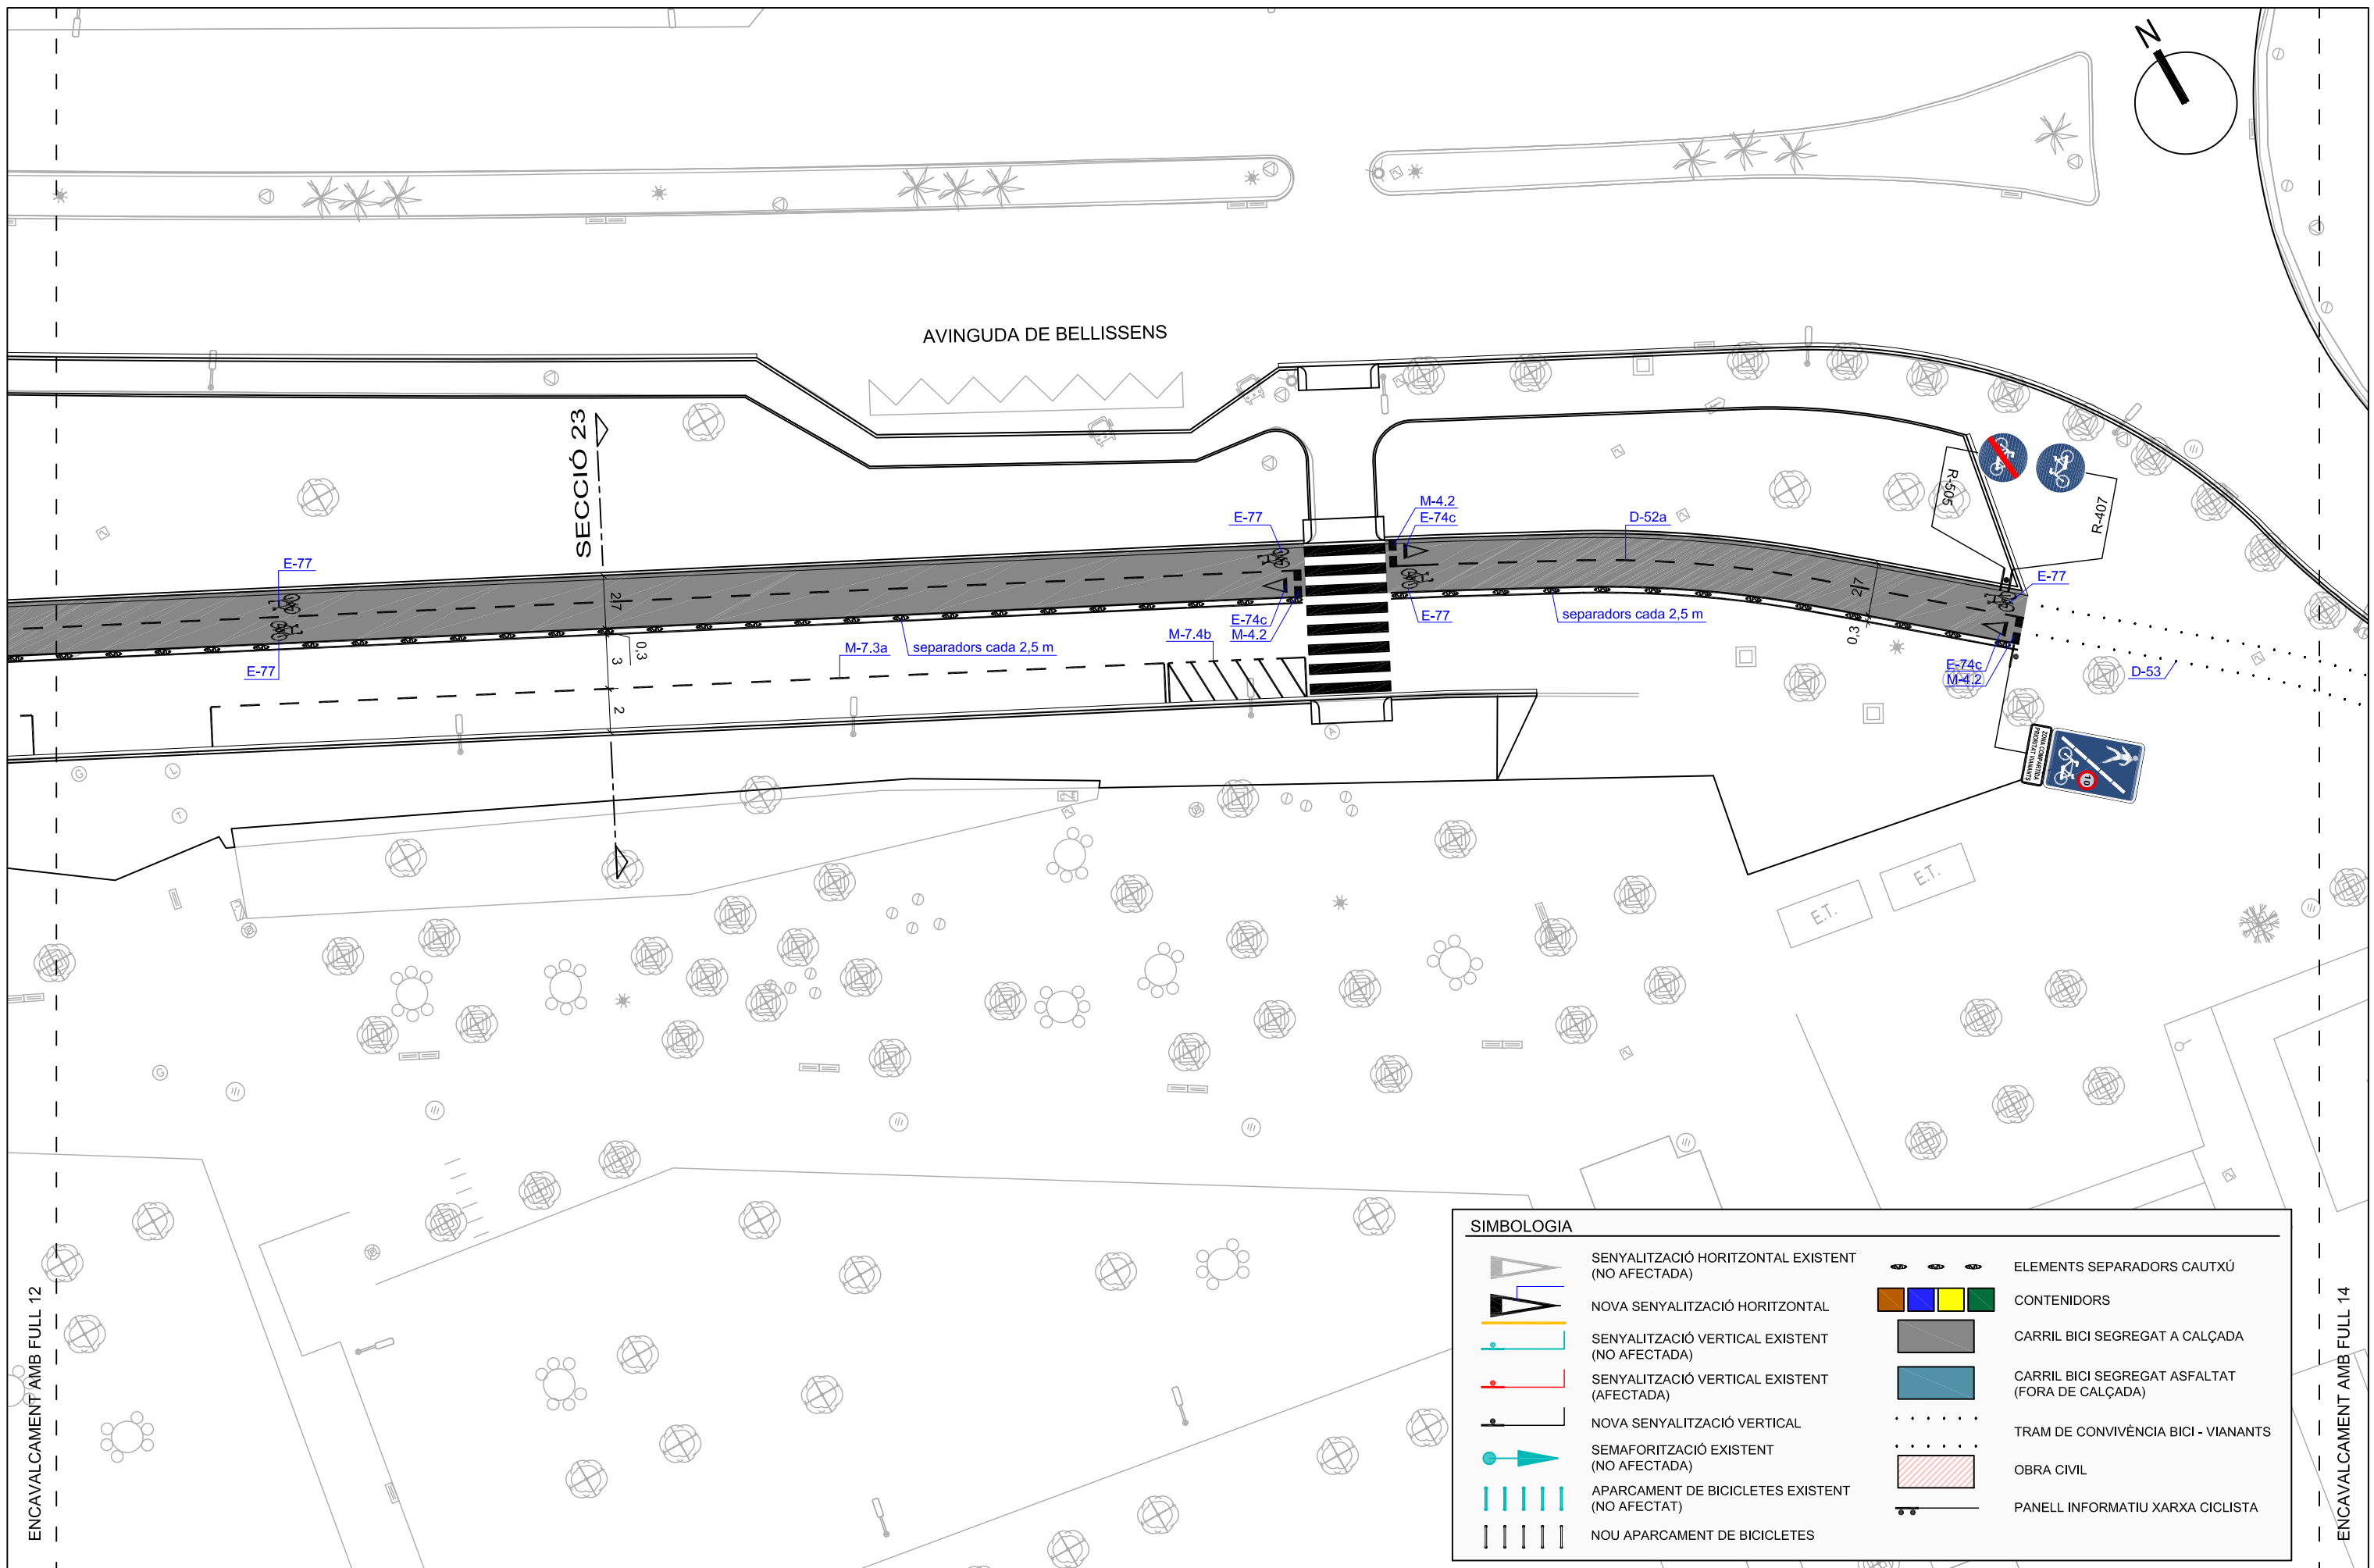 N
AVINGUDA DE BELLISSENS
SECCIÓ 23
R-505
R-407
M-4.2
E-77
E-74c
D-52a
E-77
E-77
2,7
2,7
separadors cada 2,5 m
E-77
E-74c
M-4.2
0,3
0,3
M-7.3a
separadors cada 2,5 m
M-7.4b
3
E-77
E-74c
M-4.2
D-53
2
ZONA COMPARTIDA
PRIORITAT VIANANTS
10
G
L
T
A
E.T.
E.T.
G
ENCAVALCAMENT AMB FULL 12
ENCAVALCAMENT AMB FULL 14
SIMBOLOGIA
SENYALITZACIÓ HORITZONTAL EXISTENT
(NO AFECTADA)
NOVA SENYALITZACIÓ HORITZONTAL
SENYALITZACIÓ VERTICAL EXISTENT
(NO AFECTADA)
SENYALITZACIÓ VERTICAL EXISTENT
(AFECTADA)
NOVA SENYALITZACIÓ VERTICAL
SEMAFORITZACIÓ EXISTENT
(NO AFECTADA)
APARCAMENT DE BICICLETES EXISTENT
(NO AFECTAT)
NOU APARCAMENT DE BICICLETES
ELEMENTS SEPARADORS CAUTXÚ
CONTENIDORS
CARRIL BICI SEGREGAT A CALÇADA
CARRIL BICI SEGREGAT ASFALTAT
(FORA DE CALÇADA)
TRAM DE CONVIVÈNCIA BICI - VIANANTS
OBRA CIVIL
PANELL INFORMATIU XARXA CICLISTA